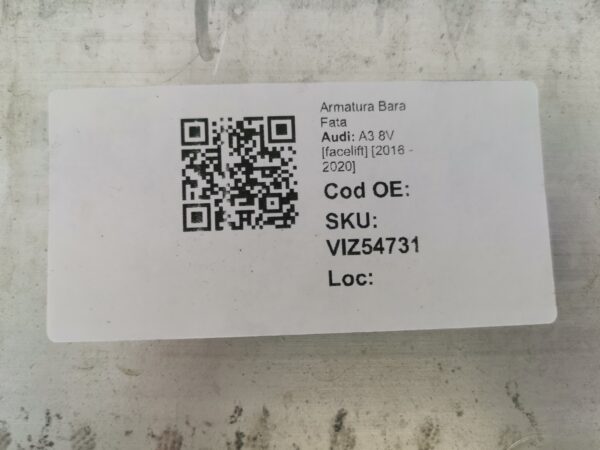 Armatura Bara
Fata
Audi: A3 8V
[facelift] [2016 -
2020]
Cod OE:
SKU:
VIZ54731
Loc: